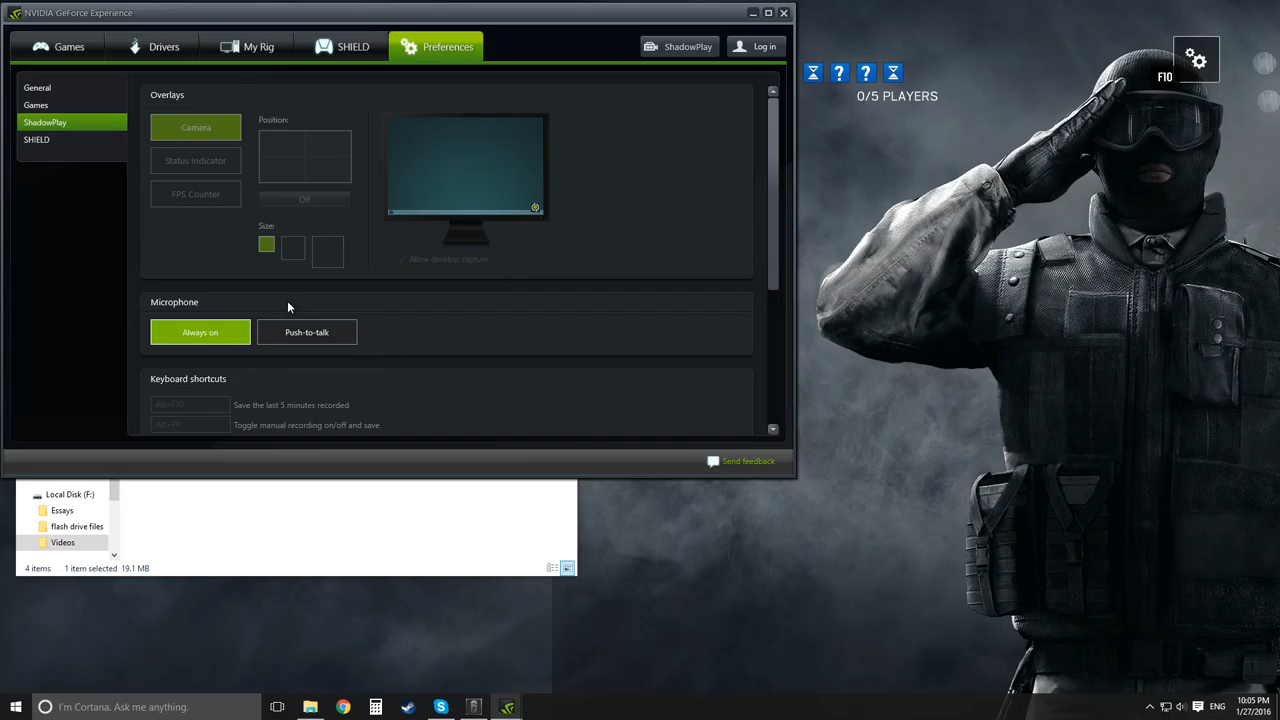 NVIDIA GeForce Experience
Games
Drivers
My Rig
SHIELD
Preferences
ShadowPlay
Log in
General
Games
ShadowPlay
SHIELD
Overlays
Camera
Status Indicator
FPS Counter
Position:
Off
Size:
Allow desktop capture
Microphone
Always on
Push-to-talk
Keyboard shortcuts
Alt+F10
Save the last 5 minutes recorded
Alt+F9
Toggle manual recording on/off and save
Send feedback
F10
? ?
0/5 PLAYERS
Local Disk (F:)
Essays
flash drive files
Videos
4 items
1 item selected 19.1 MB
I'm Cortana. Ask me anything.
ENG
10:05 PM
1/27/2016